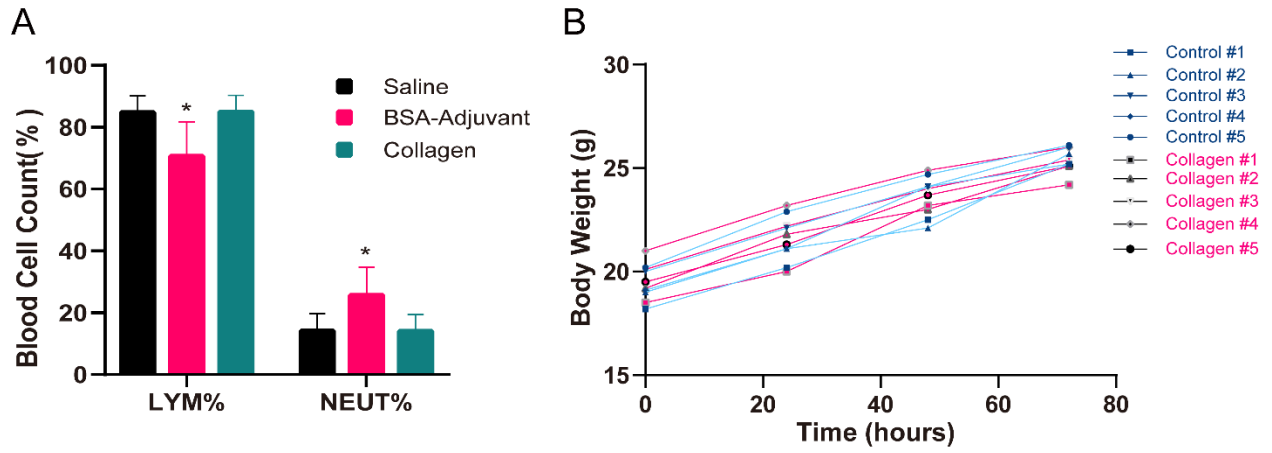 A
Blood Cell Count(%)
100
80
60
40
20
0
*
*
LYM%
NEUT%
Saline
BSA-Adjuvant
Collagen
B
Body Weight (g)
30
25
20
15
0
20
40
60
80
Time (hours)
Control #1
Control #2
Control #3
Control #4
Control #5
Collagen #1
Collagen #2
Collagen #3
Collagen #4
Collagen #5